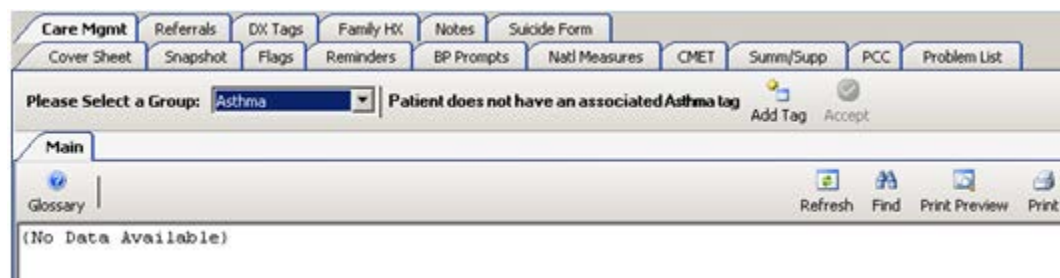 Care Mgmt Referrals DX Tags Family HX Notes Suicide Form
Cover Sheet Snapshot Flags Reminders BP Prompts Natl Measures CMET Summ/Supp PCC Problem List
Please Select a Group: Asthma Patient does not have an associated Asthma tag Add Tag Accept
Main
Glossary Refresh Find Print Preview Print
(No Data Available)